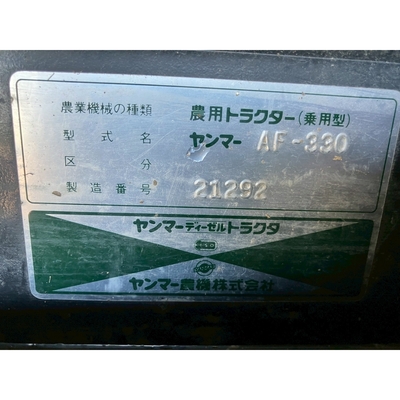 農業機械の種類 農用トラクター(乗用型)
型式名 ヤンマー AF-330
区分
製造番号 21292
ヤンマーディーゼルトラクタ
ヤンマー農機株式会社